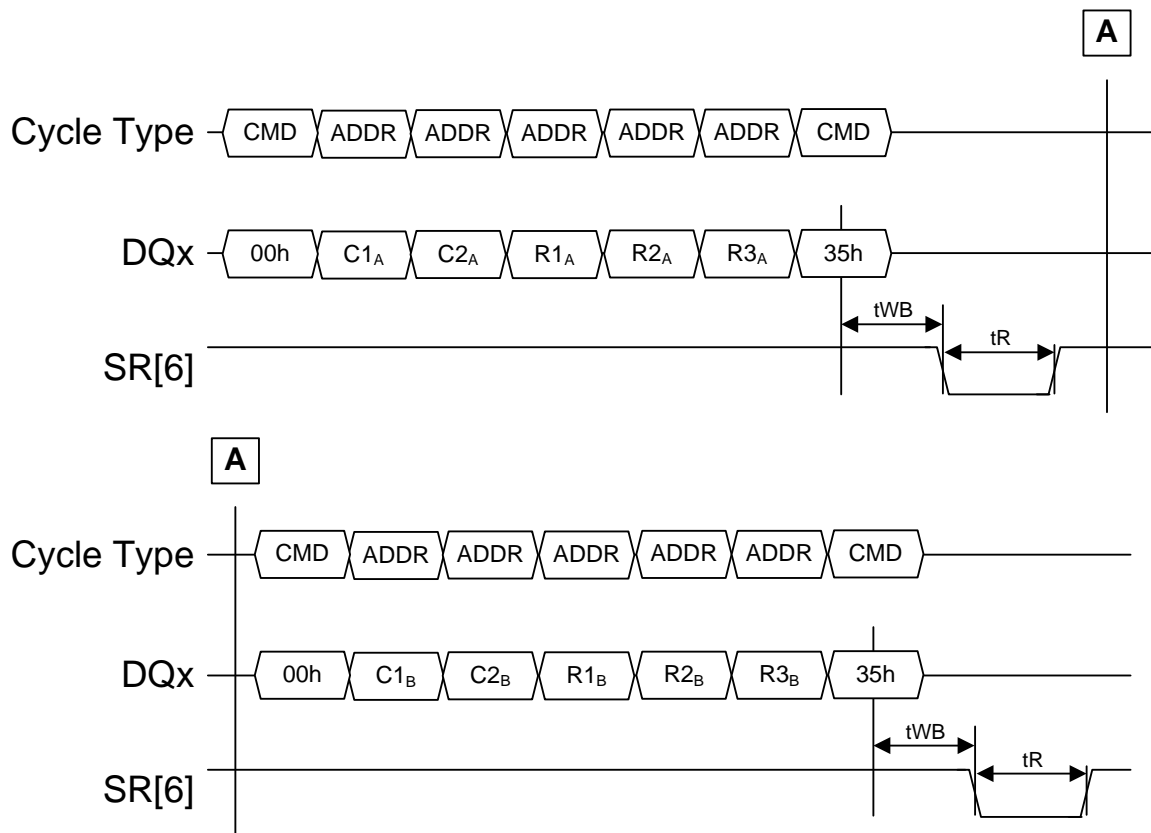 A
Cycle Type CMD ADDR ADDR ADDR ADDR ADDR CMD
DQx 00h C1A C2A R1A R2A R3A 35h
tWB
tR
SR[6]
A
Cycle Type CMD ADDR ADDR ADDR ADDR ADDR CMD
DQx 00h C1B C2B R1B R2B R3B 35h
tWB
tR
SR[6]